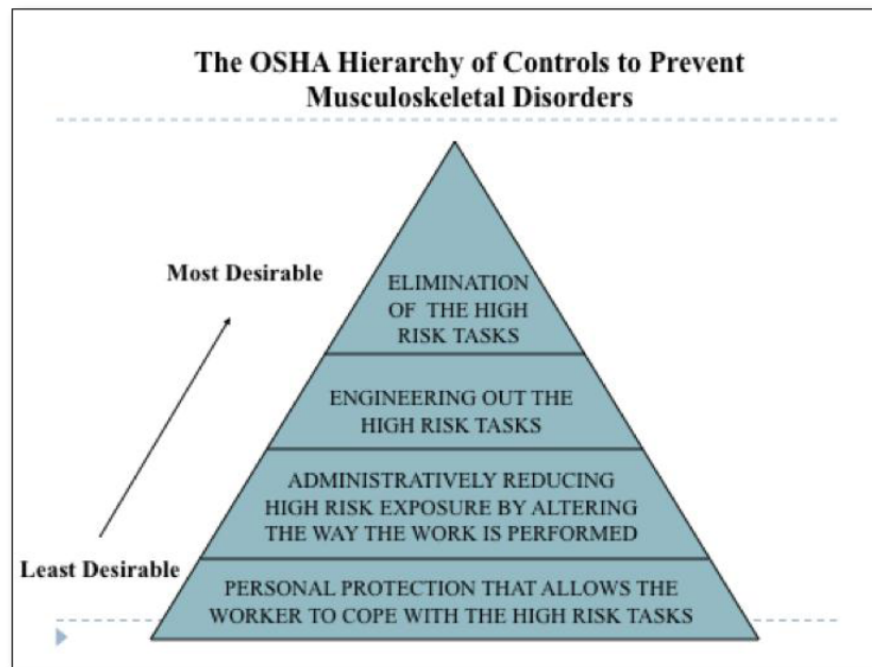 The OSHA Hierarchy of Controls to Prevent
Musculoskeletal Disorders
Most Desirable
ELIMINATION
OF THE HIGH
RISK TASKS
ENGINEERING OUT THE
HIGH RISK TASKS
ADMINISTRATIVELY REDUCING
HIGH RISK EXPOSURE BY ALTERING
THE WAY THE WORK IS PERFORMED
Least Desirable
PERSONAL PROTECTION THAT ALLOWS THE
WORKER TO COPE WITH THE HIGH RISK TASKS